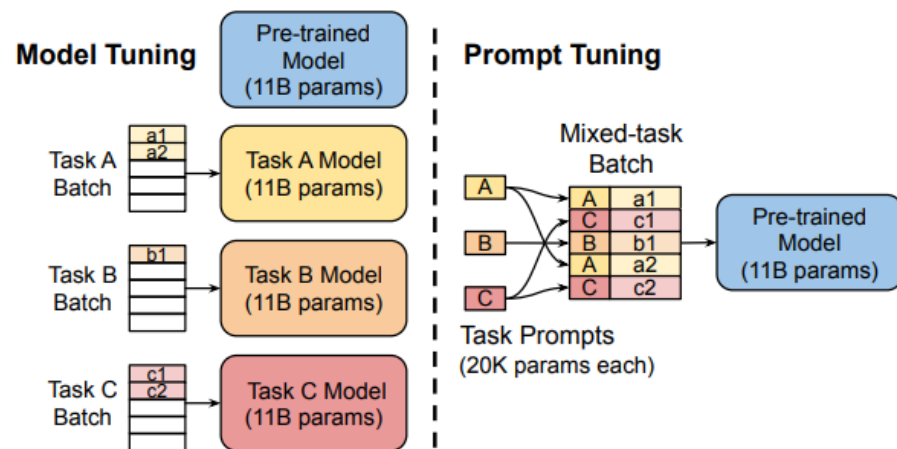 Model Tuning
Pre-trained
Model
(11B params)
Task A
Batch
a1
a2
Task A Model
(11B params)
Task B
Batch
b1
Task B Model
(11B params)
Task C
Batch
c1
c2
Task C Model
(11B params)
Prompt Tuning
Mixed-task
Batch
A
B
C
A a1
C c1
B b1
A a2
C c2
Pre-trained
Model
(11B params)
Task Prompts
(20K params each)